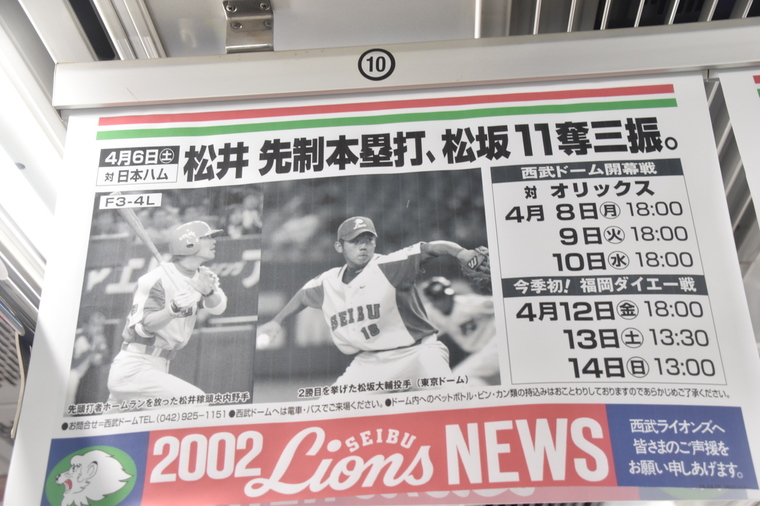 10
4月6日㊏
対 日本ハム
松井 先制本塁打、松坂11奪三振。
F3-4L
SEIBU
18
先頭打者ホームランを放った松井稼頭央内野手
2勝目を挙げた松坂大輔投手(東京ドーム)
西武ドーム開幕戦
対 オリックス
4月 8日㊊ 18:00
9日㊋ 18:00
10日㊌ 18:00
今季初! 福岡ダイエー戦
4月12日㊎ 18:00
13日㊏ 13:30
14日㊐ 13:00
●お問合せ=西武ドームTEL.(042)925-1151 ●西武ドームへは電車・バスでご来場ください。●ドーム内へのペットボトル・ビン・カン類の持込みはおことわりしておりますのであらかじめご了承ください。
2002 SEIBU Lions NEWS
西武ライオンズへ
皆さまのご声援を
お願い申しあげます。